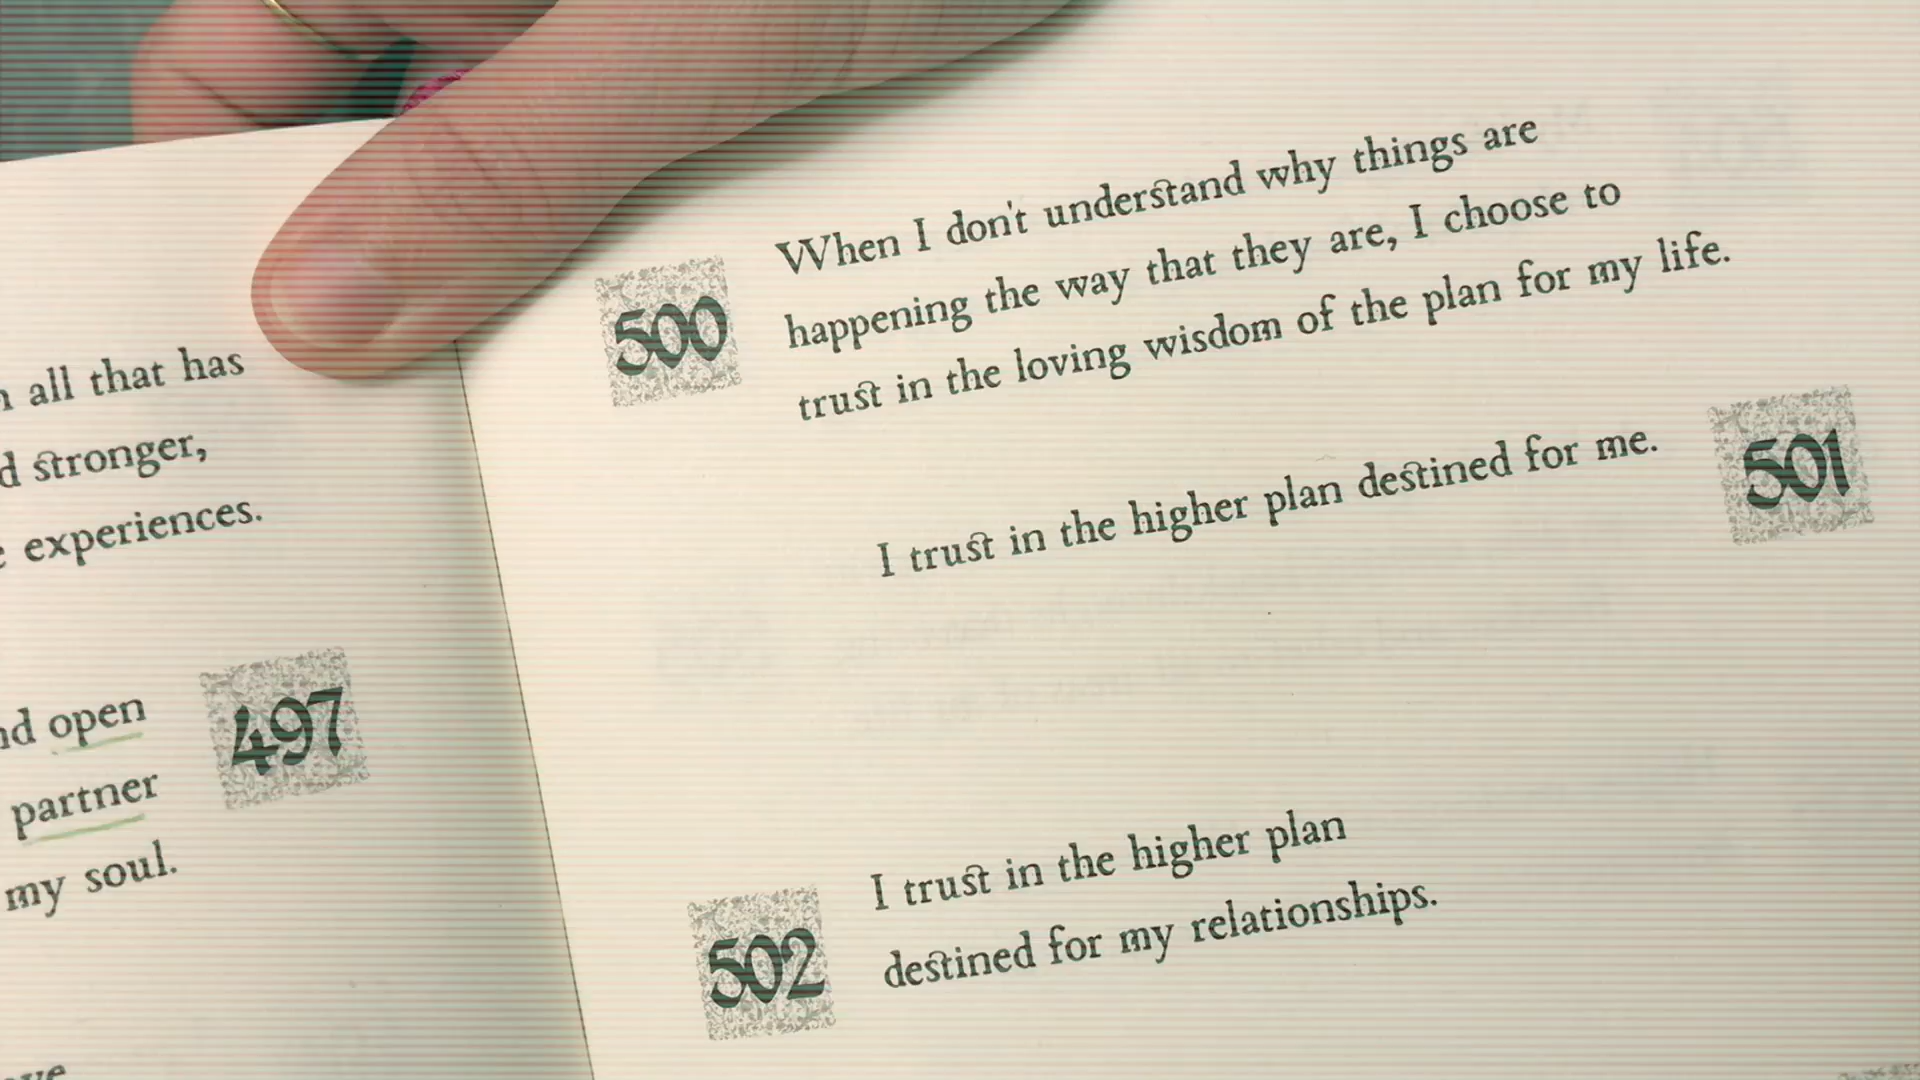 all that has
stronger,
experiences.
open
partner
my soul.
497
500
When I don't understand why things are
happening the way that they are, I choose to
trust in the loving wisdom of the plan for my life.
I trust in the higher plan destined for me.
501
502
I trust in the higher plan
destined for my relationships.